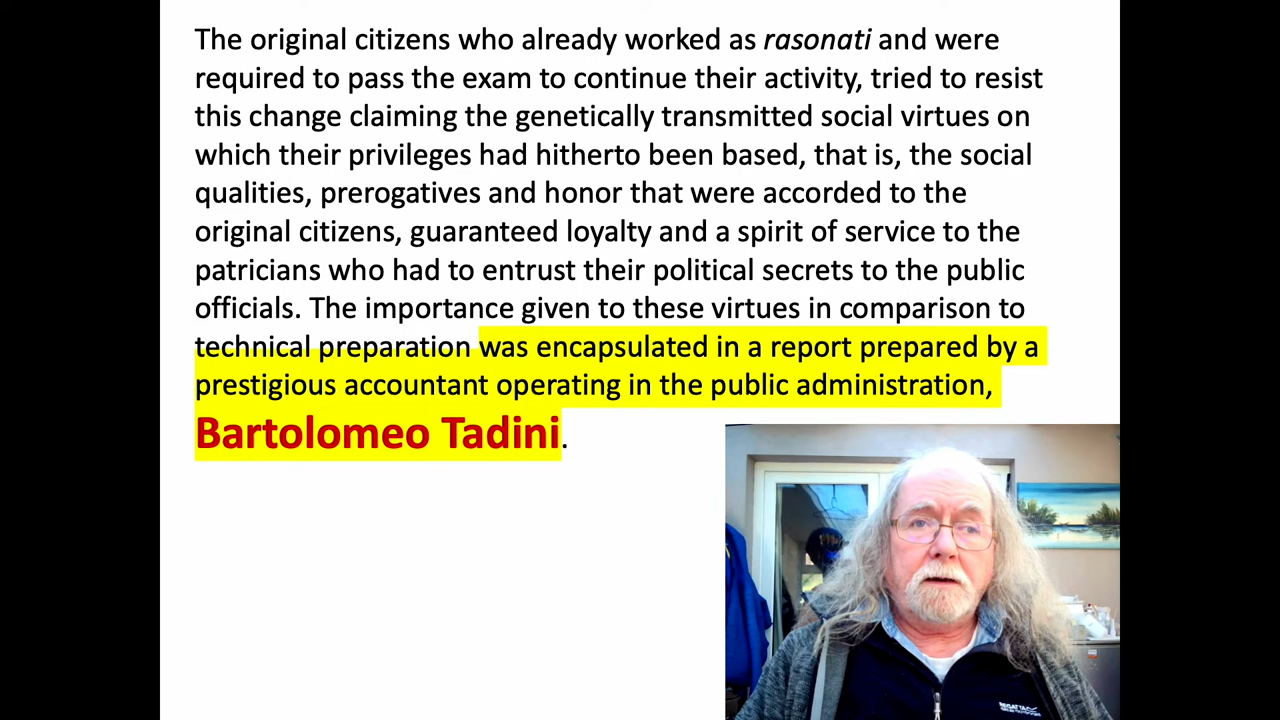 The original citizens who already worked as rasonati and were
required to pass the exam to continue their activity, tried to resist
this change claiming the genetically transmitted social virtues on
which their privileges had hitherto been based, that is, the social
qualities, prerogatives and honor that were accorded to the
original citizens, guaranteed loyalty and a spirit of service to the
patricians who had to entrust their political secrets to the public
officials. The importance given to these virtues in comparison to
technical preparation was encapsulated in a report prepared by a
prestigious accountant operating in the public administration,
Bartolomeo Tadini.
REGATTA